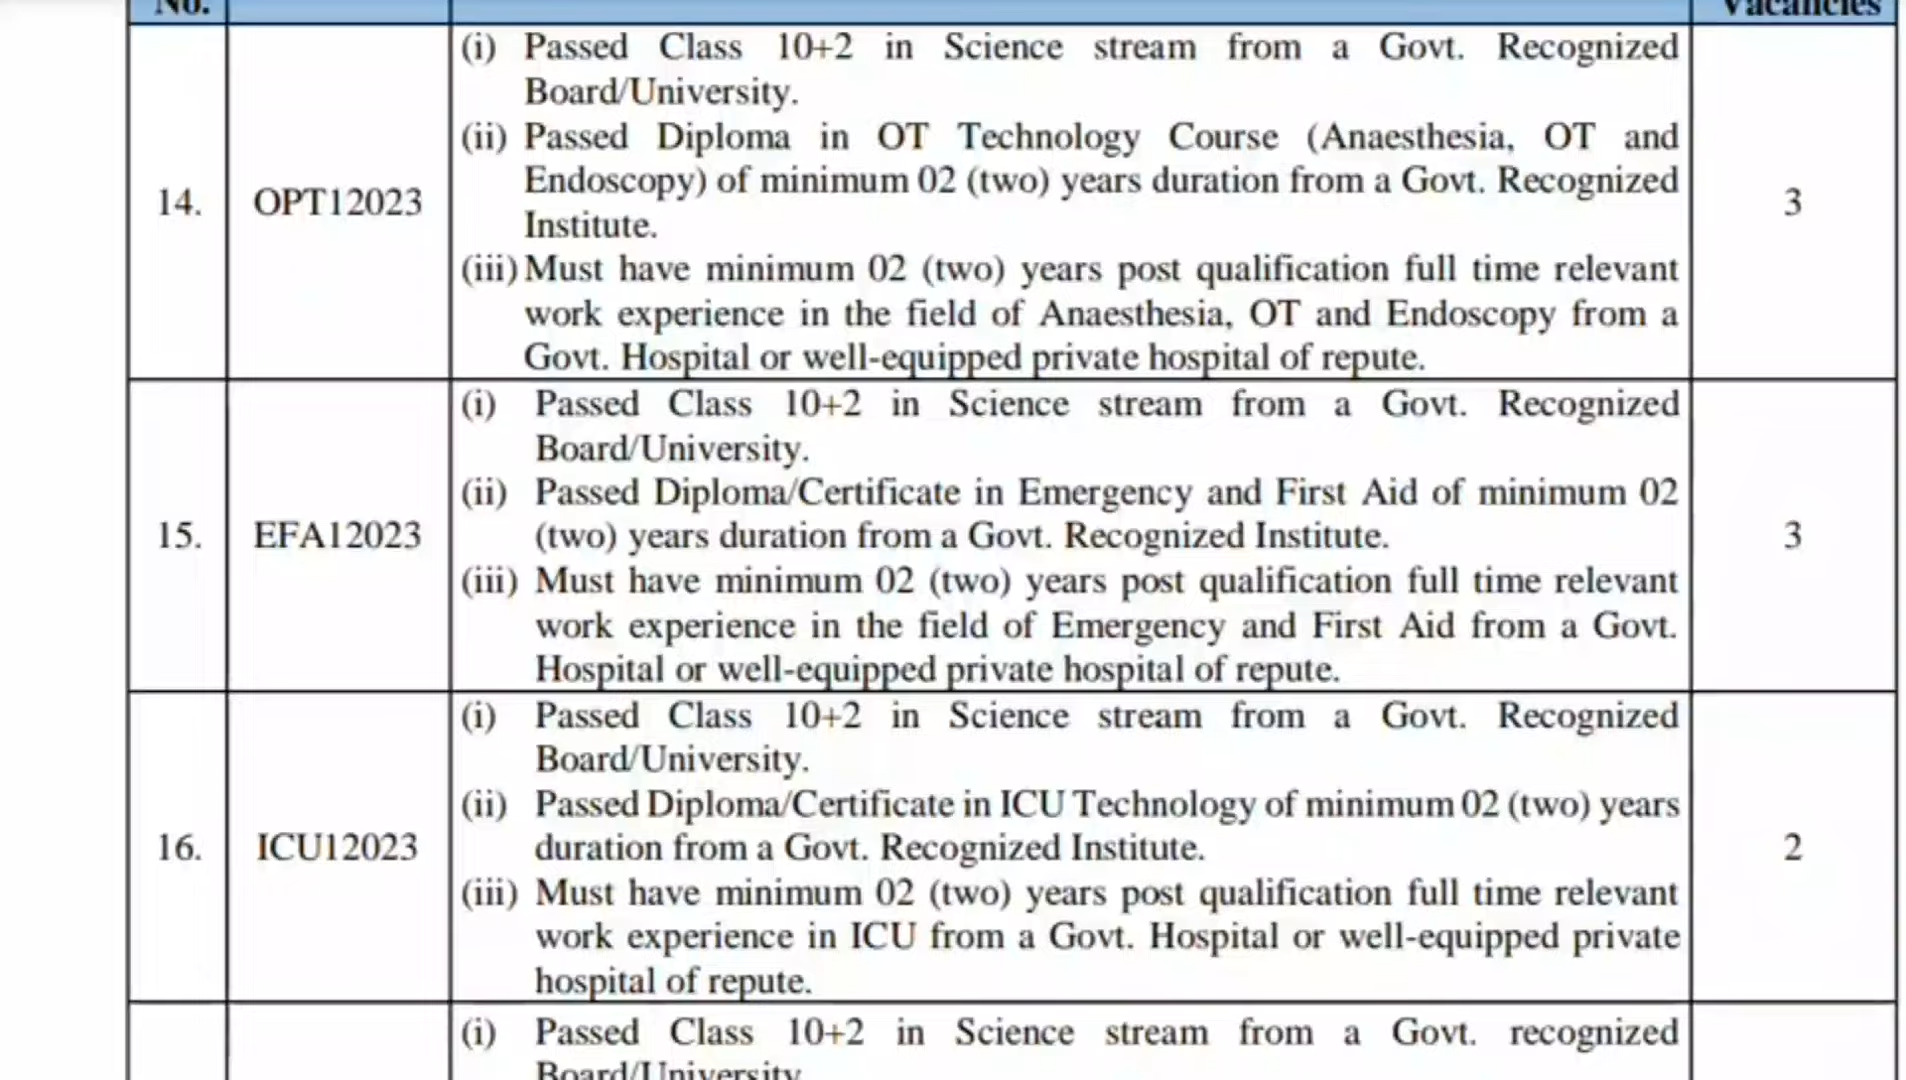 No.
Vacancies
(i) Passed Class 10+2 in Science stream from a Govt. Recognized
Board/University.
(ii) Passed Diploma in OT Technology Course (Anaesthesia, OT and
Endoscopy) of minimum 02 (two) years duration from a Govt. Recognized
Institute.
(iii) Must have minimum 02 (two) years post qualification full time relevant
work experience in the field of Anaesthesia, OT and Endoscopy from a
Govt. Hospital or well-equipped private hospital of repute.
14.
OPT12023
3
(i) Passed Class 10+2 in Science stream from a Govt. Recognized
Board/University.
(ii) Passed Diploma/Certificate in Emergency and First Aid of minimum 02
(two) years duration from a Govt. Recognized Institute.
(iii) Must have minimum 02 (two) years post qualification full time relevant
work experience in the field of Emergency and First Aid from a Govt.
Hospital or well-equipped private hospital of repute.
15.
EFA12023
3
(i) Passed Class 10+2 in Science stream from a Govt. Recognized
Board/University.
(ii) Passed Diploma/Certificate in ICU Technology of minimum 02 (two) years
duration from a Govt. Recognized Institute.
(iii) Must have minimum 02 (two) years post qualification full time relevant
work experience in ICU from a Govt. Hospital or well-equipped private
hospital of repute.
16.
ICU12023
2
(i) Passed Class 10+2 in Science stream from a Govt. recognized
Board/University